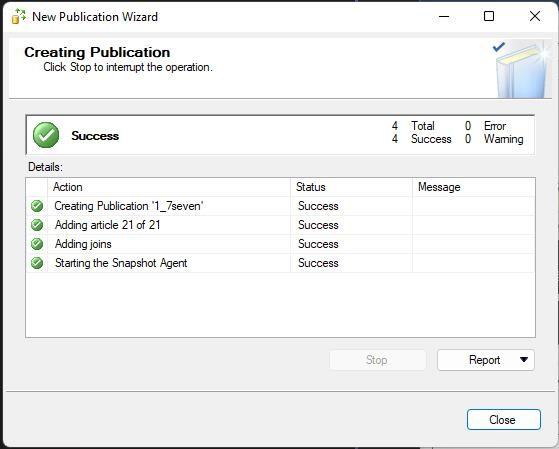 New Publication Wizard
Creating Publication
Click Stop to interrupt the operation.
Success
4 Total 0 Error
4 Success 0 Warning
Details:
Action Status Message
Creating Publication '1_7seven' Success
Adding article 21 of 21 Success
Adding joins Success
Starting the Snapshot Agent Success
Stop Report
Close